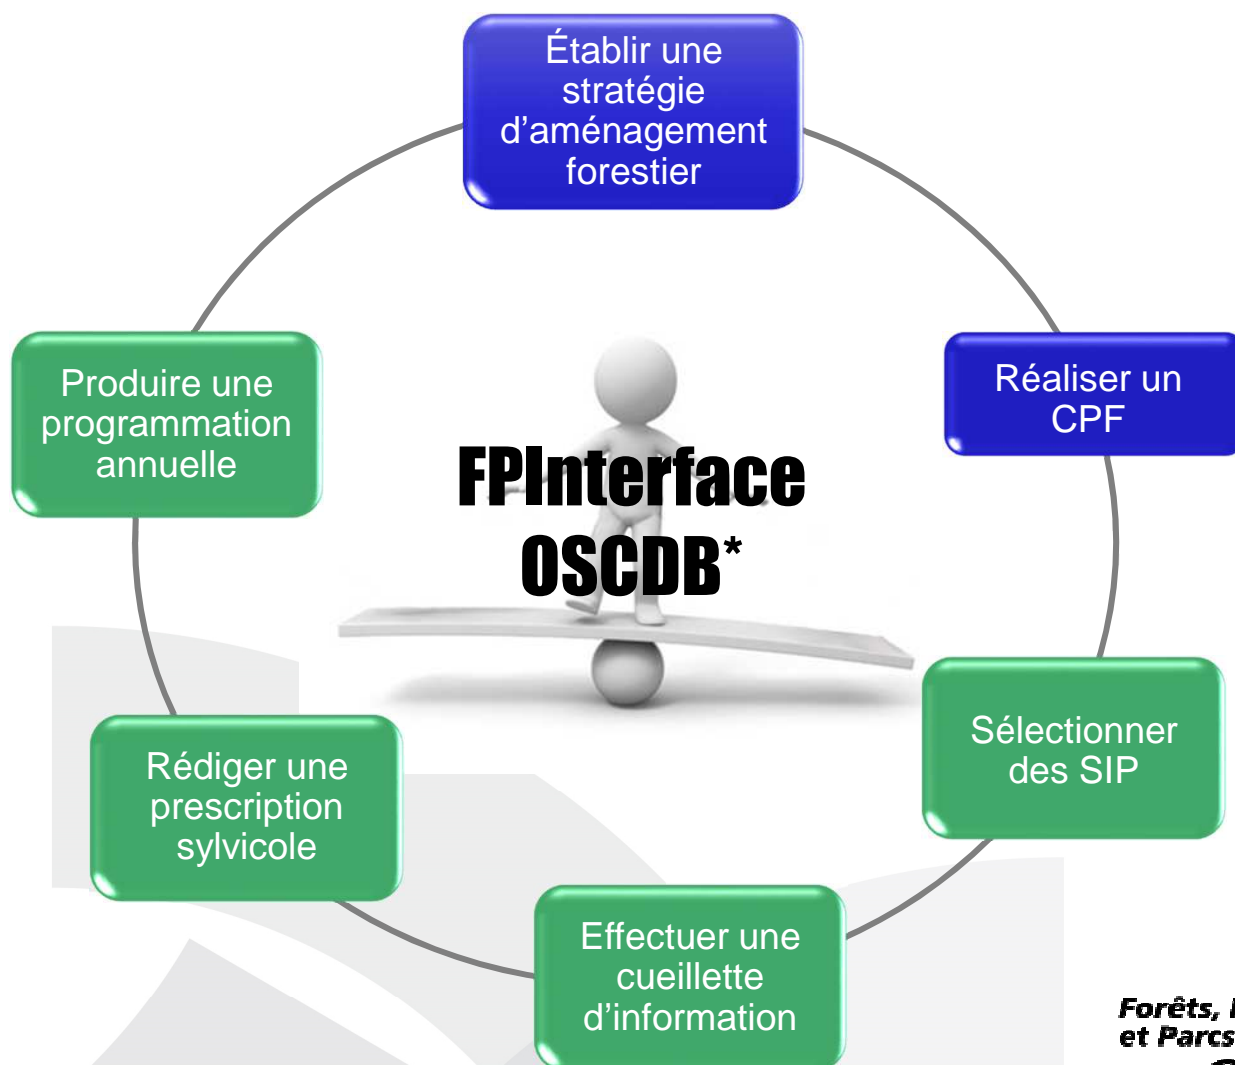 Établir une
stratégie
d'aménagement
forestier
Réaliser un
CPF
Produire une
programmation
annuelle
FPInterface
OSCDB*
Sélectionner
des SIP
Rédiger une
prescription
sylvicole
Effectuer une
cueillette
d'information
Forêts,
et Parcs